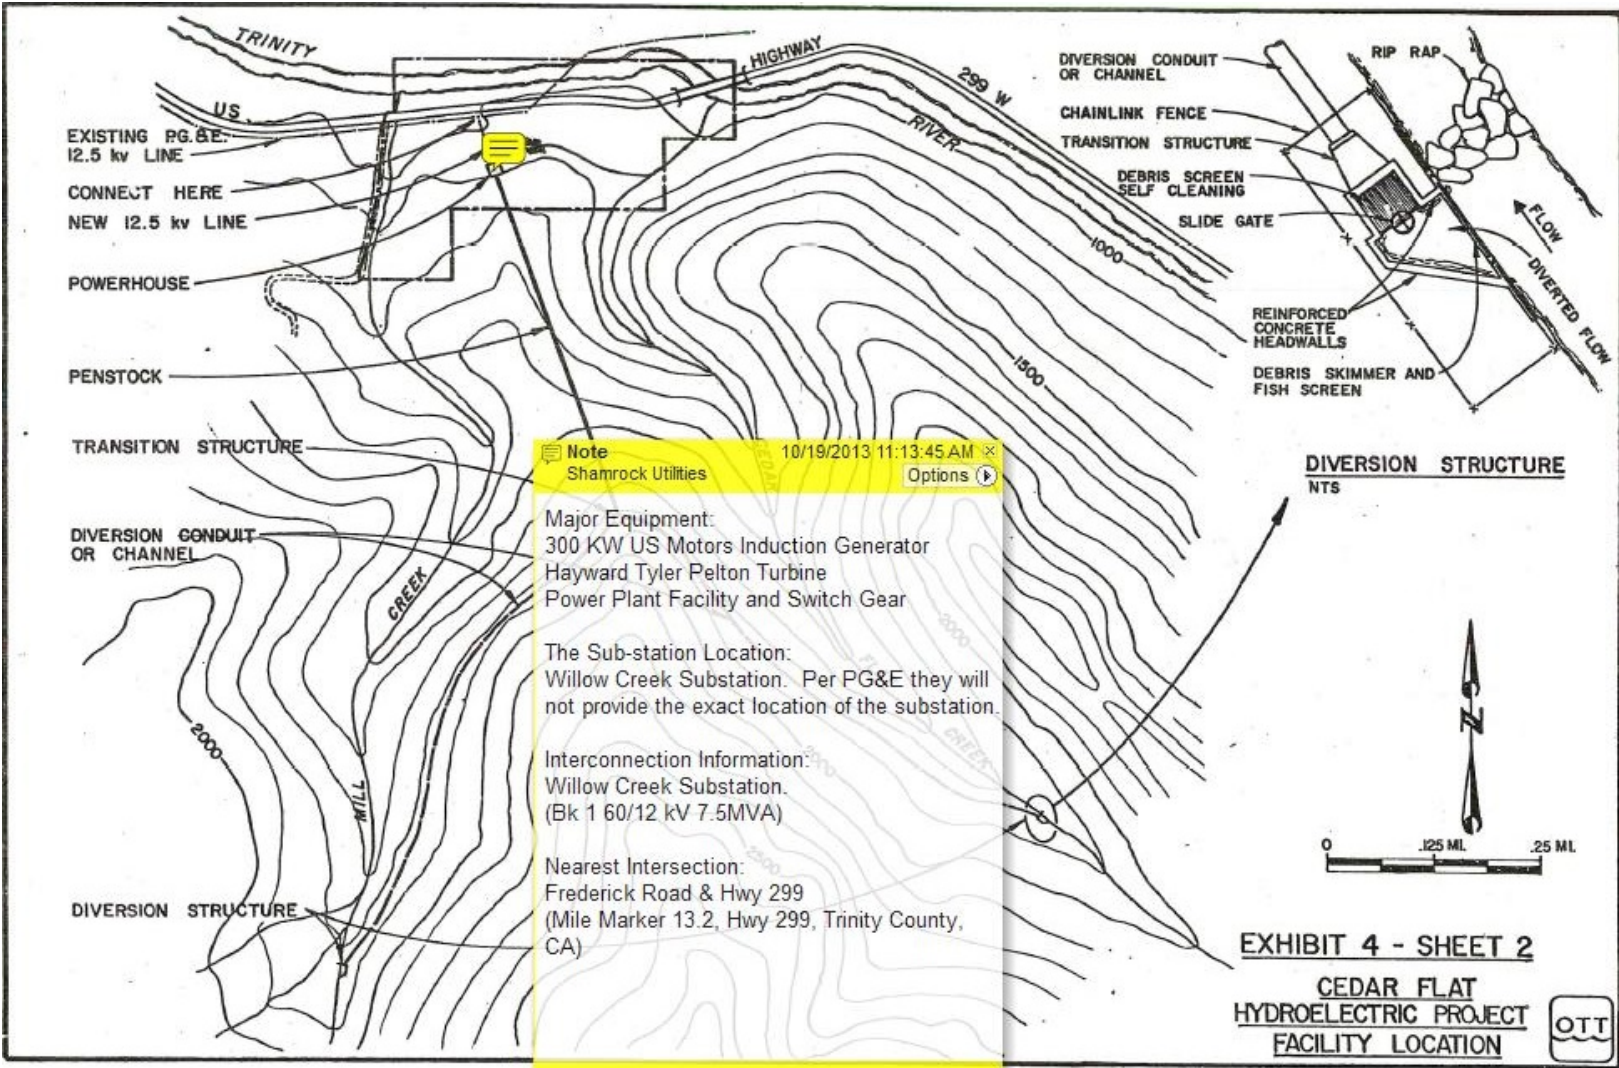 TRINITY
HIGHWAY
299 W
US
RIVER
EXISTING P.G.&E.
12.5 kv LINE
CONNECT HERE
NEW 12.5 kv LINE
POWERHOUSE
PENSTOCK
TRANSITION STRUCTURE
DIVERSION CONDUIT
OR CHANNEL
DIVERSION STRUCTURE
1000
1500
CREEK
MILL
2000
CEDAR
2000
CREEK
2000
2500
Note
10/19/2013 11:13:45 AM
Shamrock Utilities
Options
Major Equipment:
300 KW US Motors Induction Generator
Hayward Tyler Pelton Turbine
Power Plant Facility and Switch Gear
The Sub-station Location:
Willow Creek Substation. Per PG&E they will
not provide the exact location of the substation.
Interconnection Information:
Willow Creek Substation.
(Bk 1 60/12 kV 7.5MVA)
Nearest Intersection:
Frederick Road & Hwy 299
(Mile Marker 13.2, Hwy 299, Trinity County,
CA)
DIVERSION CONDUIT
OR CHANNEL
CHAINLINK FENCE
TRANSITION STRUCTURE
DEBRIS SCREEN
SELF CLEANING
SLIDE GATE
RIP RAP
FLOW
DIVERTED FLOW
REINFORCED
CONCRETE
HEADWALLS
DEBRIS SKIMMER AND
FISH SCREEN
DIVERSION STRUCTURE
NTS
N
0 .125 MI. .25 MI.
EXHIBIT 4 - SHEET 2
CEDAR FLAT
HYDROELECTRIC PROJECT
FACILITY LOCATION
OTT